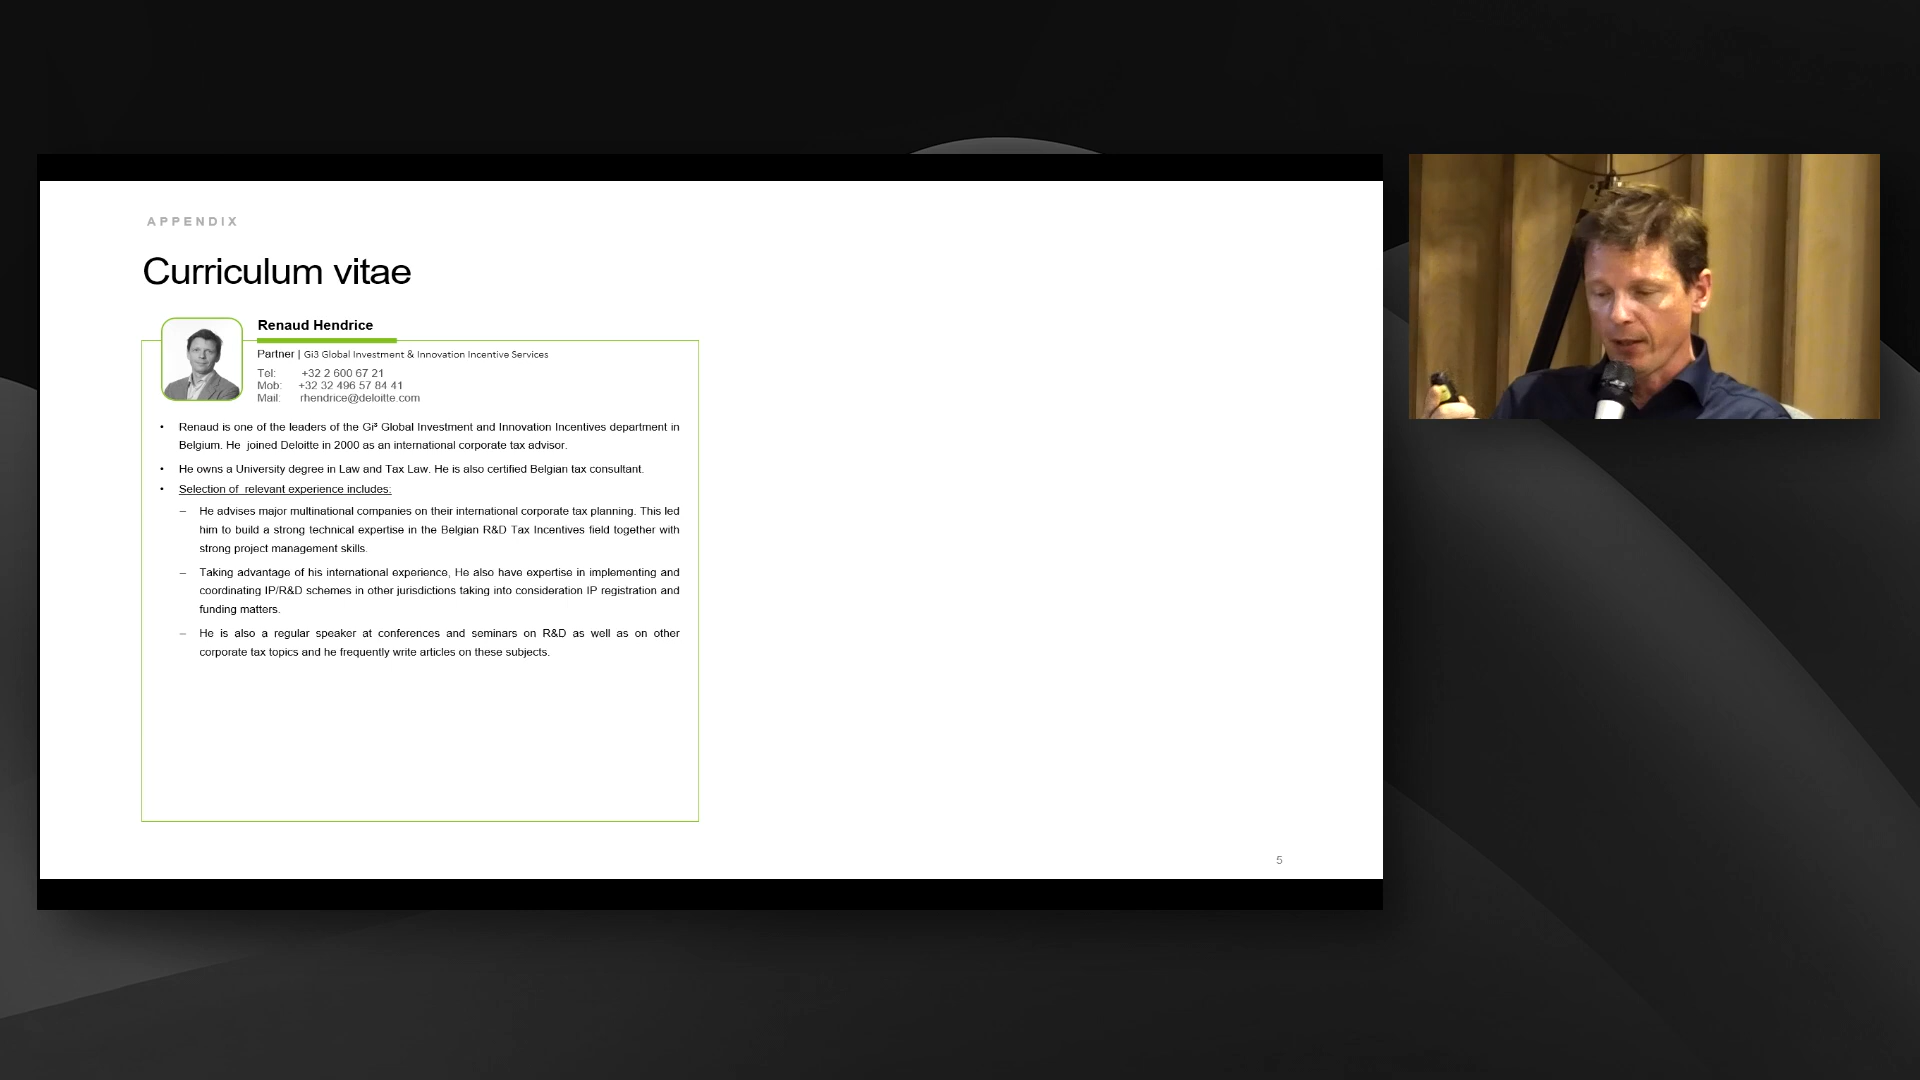 APPENDIX
Curriculum vitae
Renaud Hendrice
Partner | Gi3 Global Investment & Innovation Incentive Services
Tel: +32 2 600 67 21
Mob: +32 32 496 57 84 41
Mail: rhendrice@deloitte.com
• Renaud is one of the leaders of the Gi³ Global Investment and Innovation Incentives department in
Belgium. He joined Deloitte in 2000 as an international corporate tax advisor.
• He owns a University degree in Law and Tax Law. He is also certified Belgian tax consultant.
• Selection of relevant experience includes:
– He advises major multinational companies on their international corporate tax planning. This led
him to build a strong technical expertise in the Belgian R&D Tax Incentives field together with
strong project management skills.
– Taking advantage of his international experience, He also have expertise in implementing and
coordinating IP/R&D schemes in other jurisdictions taking into consideration IP registration and
funding matters.
– He is also a regular speaker at conferences and seminars on R&D as well as on other
corporate tax topics and he frequently write articles on these subjects.
5